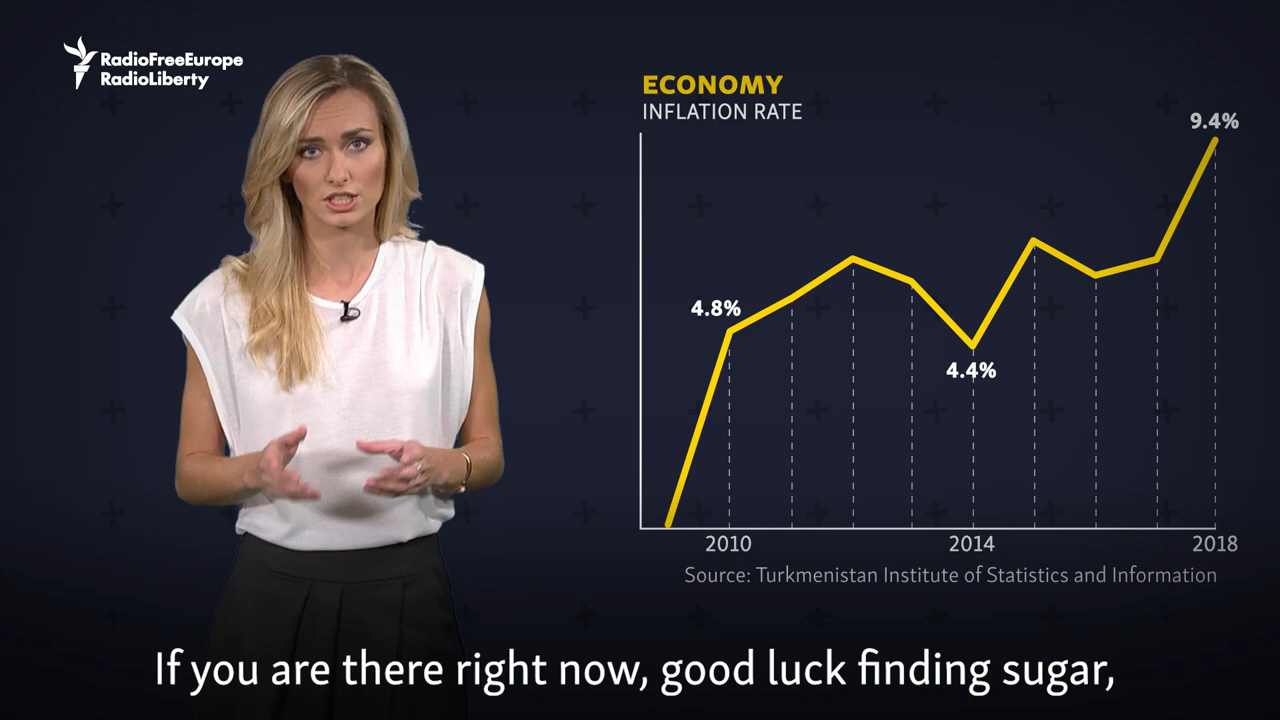 RadioFreeEurope
RadioLiberty
ECONOMY
INFLATION RATE
9.4%
4.8%
4.4%
2010
2014
2018
Source: Turkmenistan Institute of Statistics and Information
If you are there right now, good luck finding sugar,